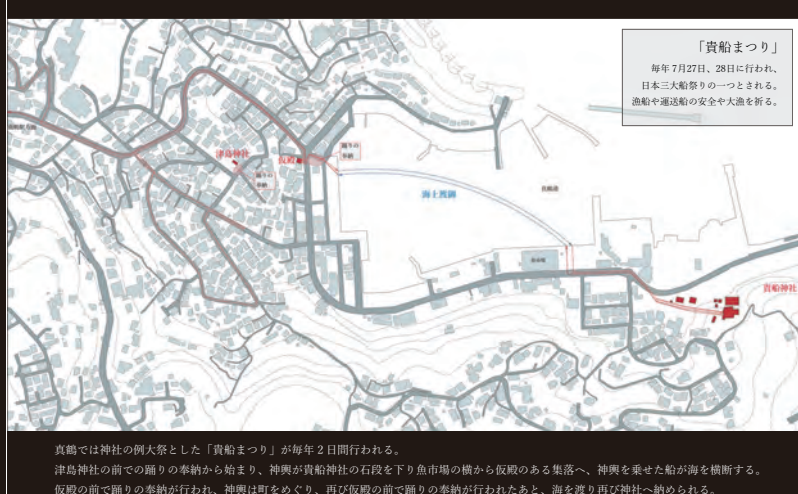 「貴船まつり」
毎年7月27日、28日に行われ、
日本三大船祭りの一つとされる。
漁船や運送船の安全や大漁を祈る。
津島神社
仮殿
踊りの
奉納
踊りの
奉納
海上渡御
真鶴港
魚市場
貴船神社
真鶴では神社の例大祭とした「貴船まつり」が毎年2日間行われる。
津島神社の前での踊りの奉納から始まり、神輿が貴船神社の石段を下り魚市場の横から仮殿のある集落へ、神輿を乗せた船が海を横断する。
仮殿の前で踊りの奉納が行われ、神輿は町をめぐり、再び仮殿の前で踊りの奉納が行われたあと、海を渡り再び神社へ納められる。